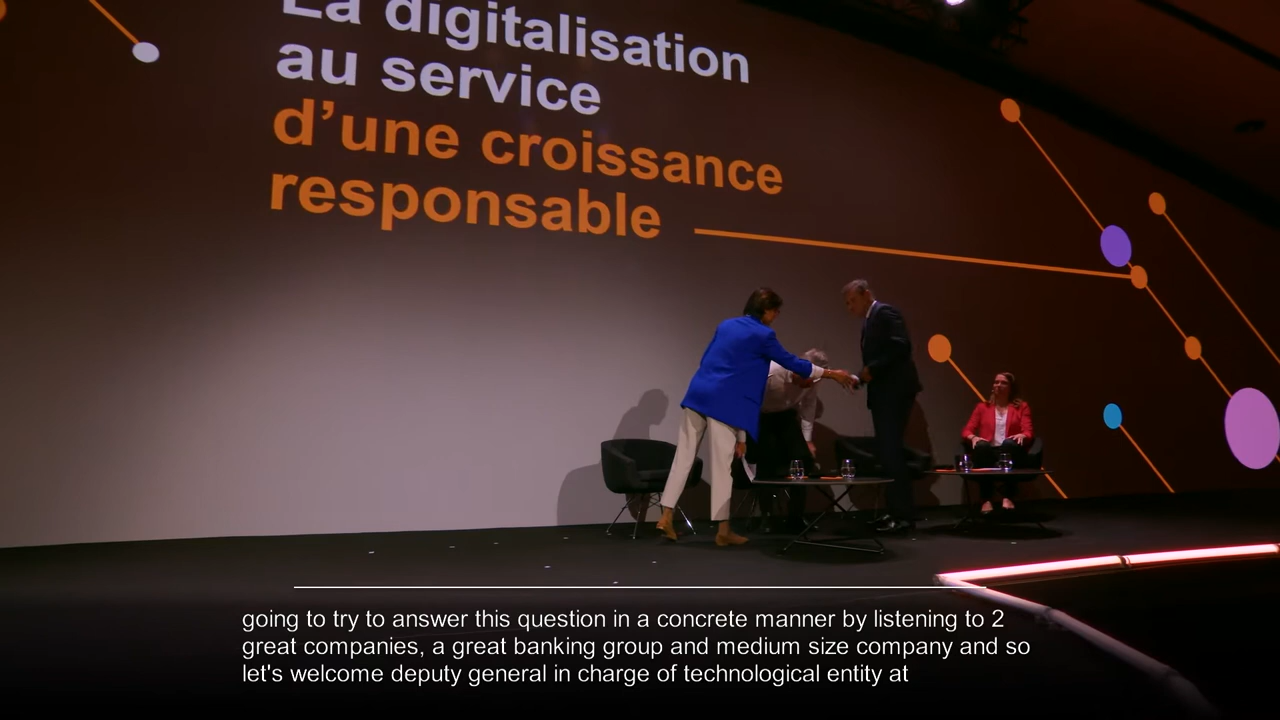 La digitalisation
au service
d’une croissance
responsable
going to try to answer this question in a concrete manner by listening to 2
great companies, a great banking group and medium size company and so
let's welcome deputy general in charge of technological entity at